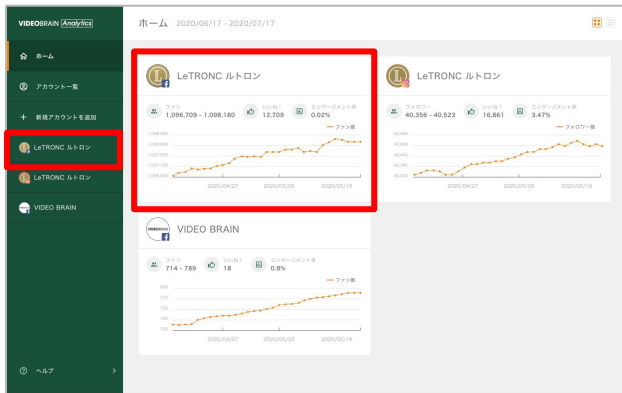 VIDEOBRAIN Analytics
ホーム
アカウント一覧
新規アカウントを追加
LeTRONC ルトロン
LeTRONC ルトロン
VIDEO BRAIN
ヘルプ
ホーム 2020/06/17 - 2020/07/17
LeTRONC ルトロン
ファン いいね！ エンゲージメント率
1,096,709 - 1,098,180 12,709 0.02%
ファン数
2020/04/27 2020/05/06 2020/05/19
LeTRONC ルトロン
フォロワー いいね！ エンゲージメント率
40,356 - 40,523 16,861 3.47%
フォロワー数
2020/04/27 2020/05/06 2020/05/19
VIDEO BRAIN
ファン いいね！ エンゲージメント率
714 - 789 18 0.8%
ファン数
2020/04/27 2020/05/06 2020/05/19